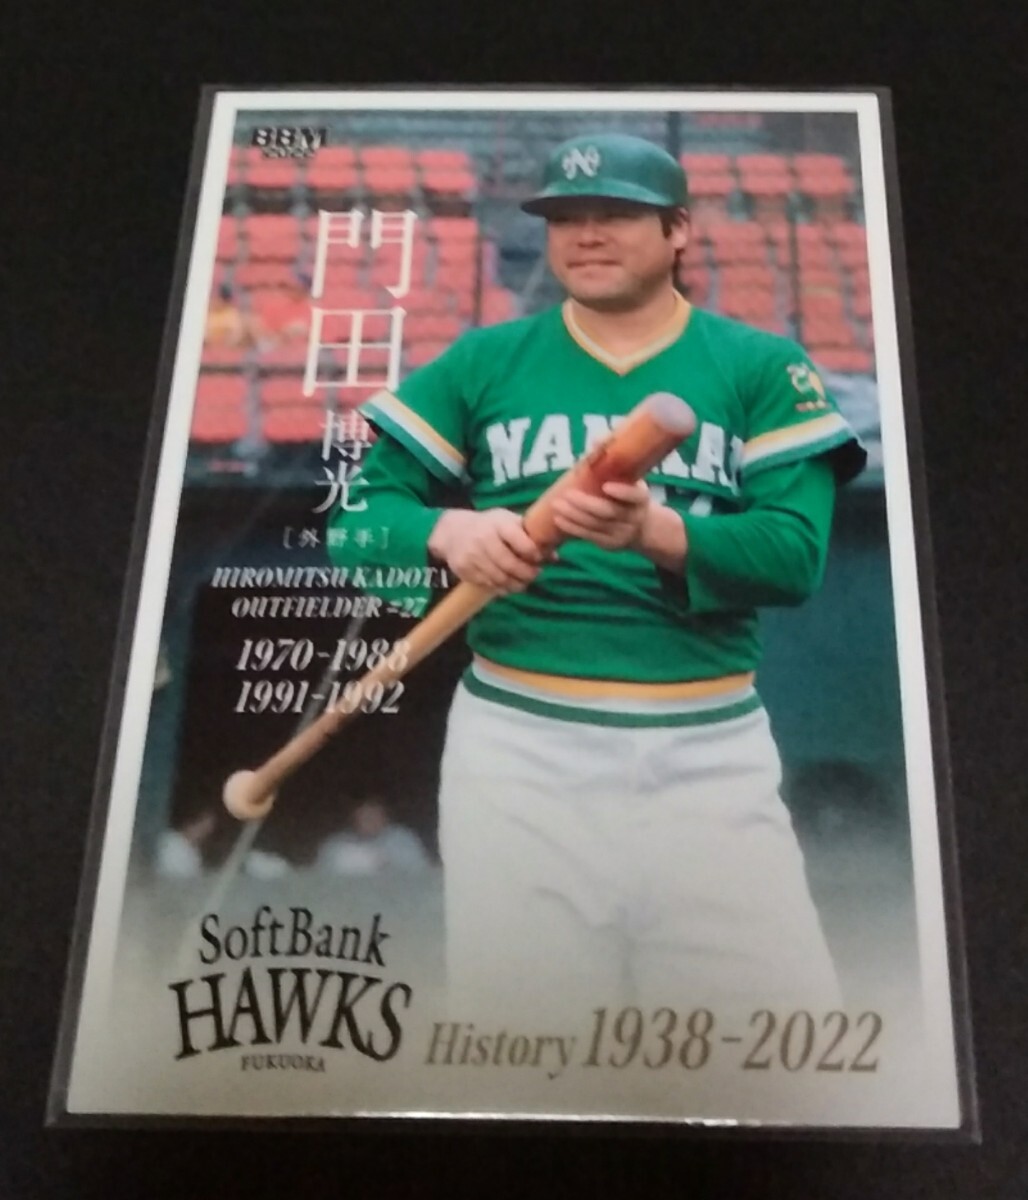 BBM
2022
門田
博光
[外野手]
HIROMITSU KADOTA
OUTFIELDER #27
1970-1988
1991-1992
NANKAI
SoftBank
HAWKS
FUKUOKA
History 1938-2022